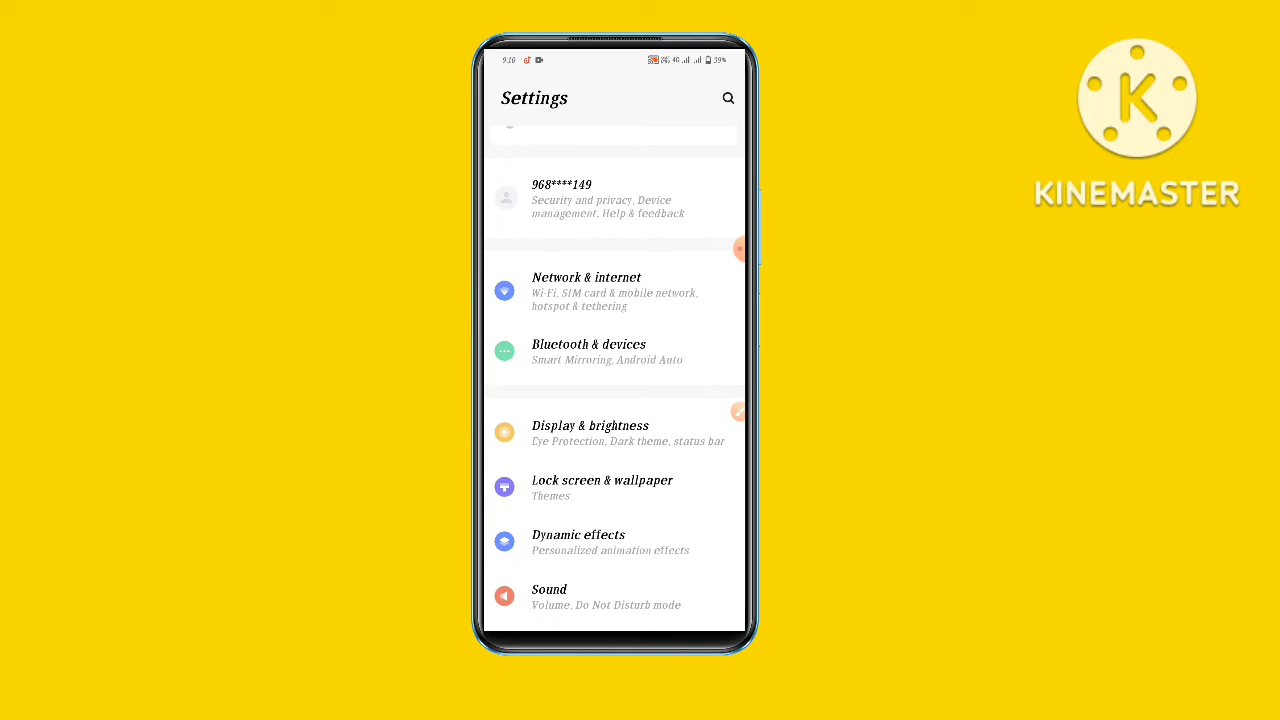 9:10
4G
39%
Settings
968****149
Security and privacy, Device
management, Help & feedback
Network & internet
Wi-Fi, SIM card & mobile network,
hotspot & tethering
Bluetooth & devices
Smart Mirroring, Android Auto
Display & brightness
Eye Protection, Dark theme, status bar
Lock screen & wallpaper
Themes
Dynamic effects
Personalized animation effects
Sound
Volume, Do Not Disturb mode
K
KINEMASTER